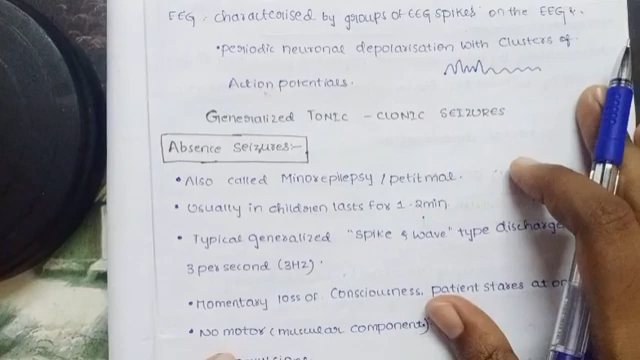 EEG. characterised by groups of EEG spikes on the EEG &
• periodic neuronal depolarisation with clusters of
Action potentials.
Generalized TONIC - CLONIC SEIZURES
Absence Seizures:-
• Also called Minorepilepsy / petitmal.
• Usually in children lasts for 1-2min
• Typical generalized "spike & wave" type discharge
3 per second (3Hz).
• Momentary loss of consciousness, patient stares at or
• No motor (muscular components)